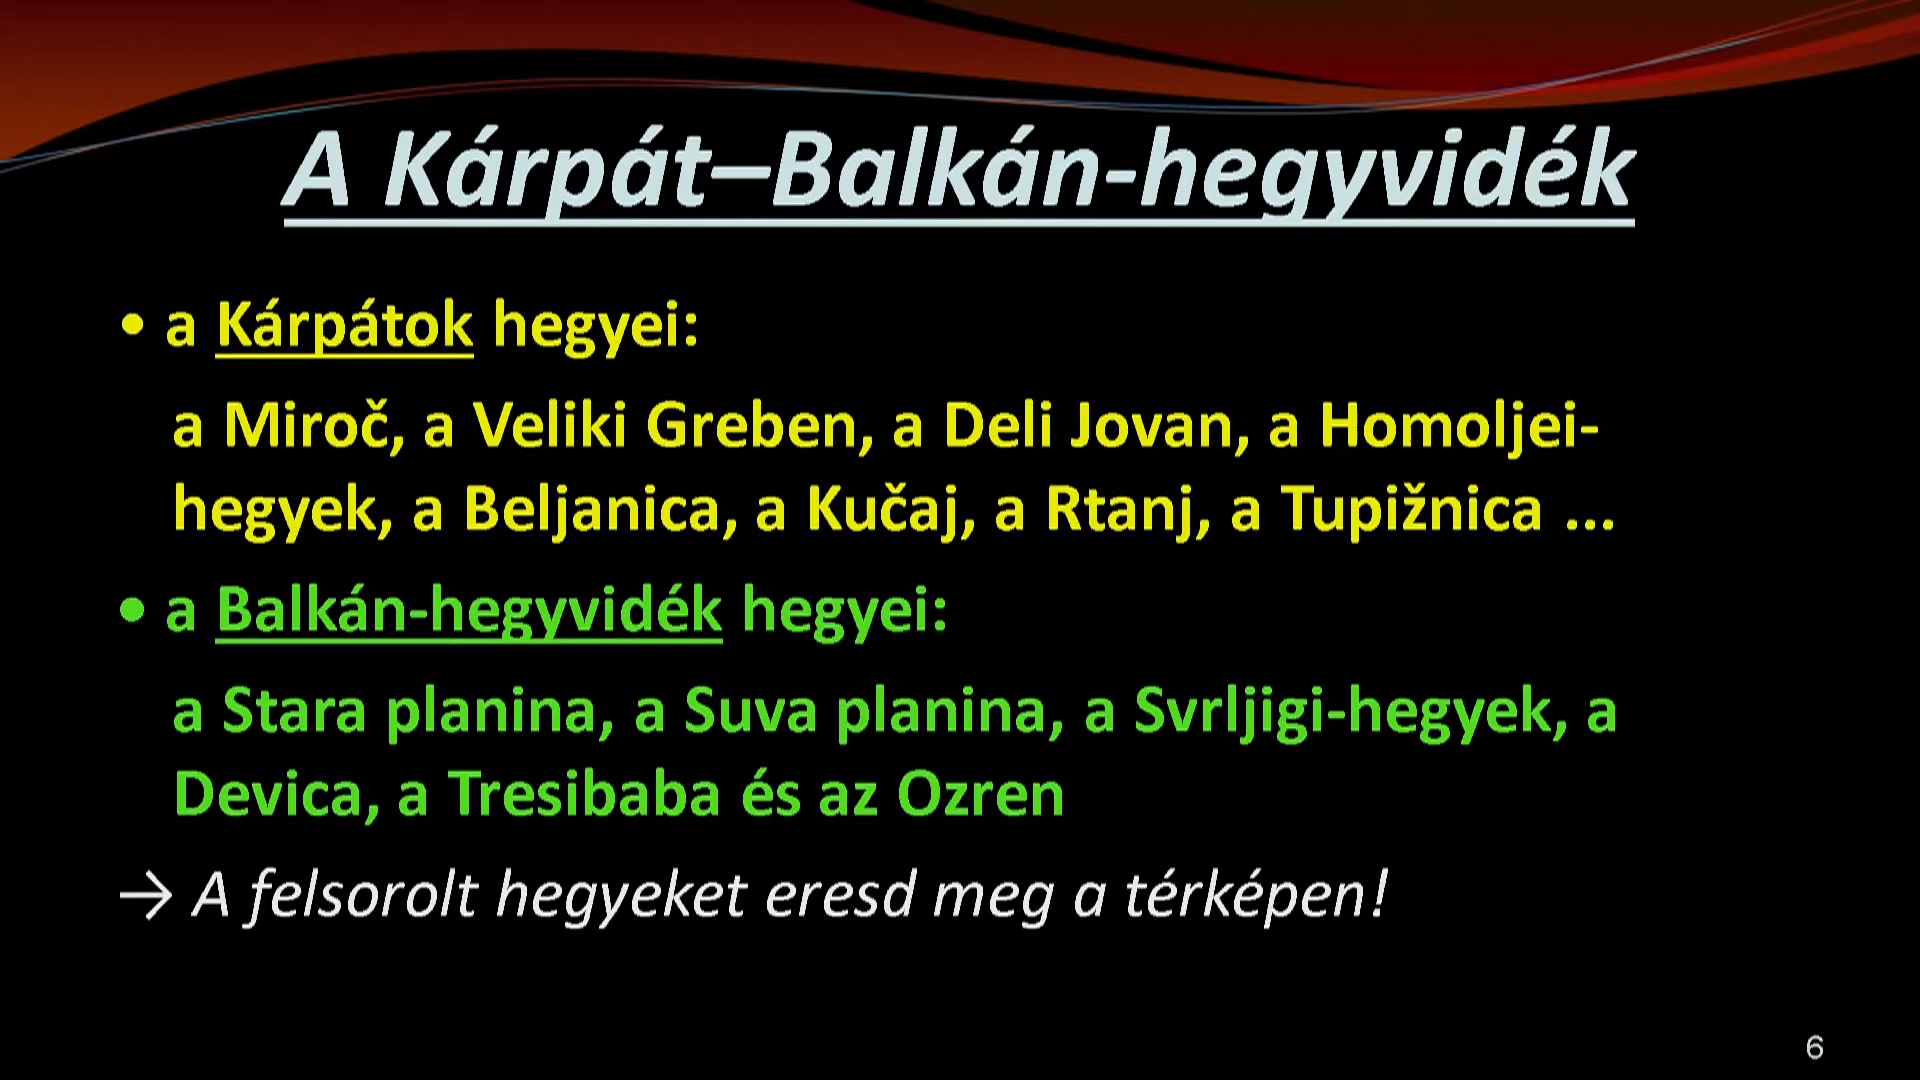 A Kárpát–Balkán-hegyvidék
• a Kárpátok hegyei:
a Miroč, a Veliki Greben, a Deli Jovan, a Homoljei-
hegyek, a Beljanica, a Kučaj, a Rtanj, a Tupižnica ...
• a Balkán-hegyvidék hegyei:
a Stara planina, a Suva planina, a Svrljigi-hegyek, a
Devica, a Tresibaba és az Ozren
→ A felsorolt hegyeket eresd meg a térképen!
6